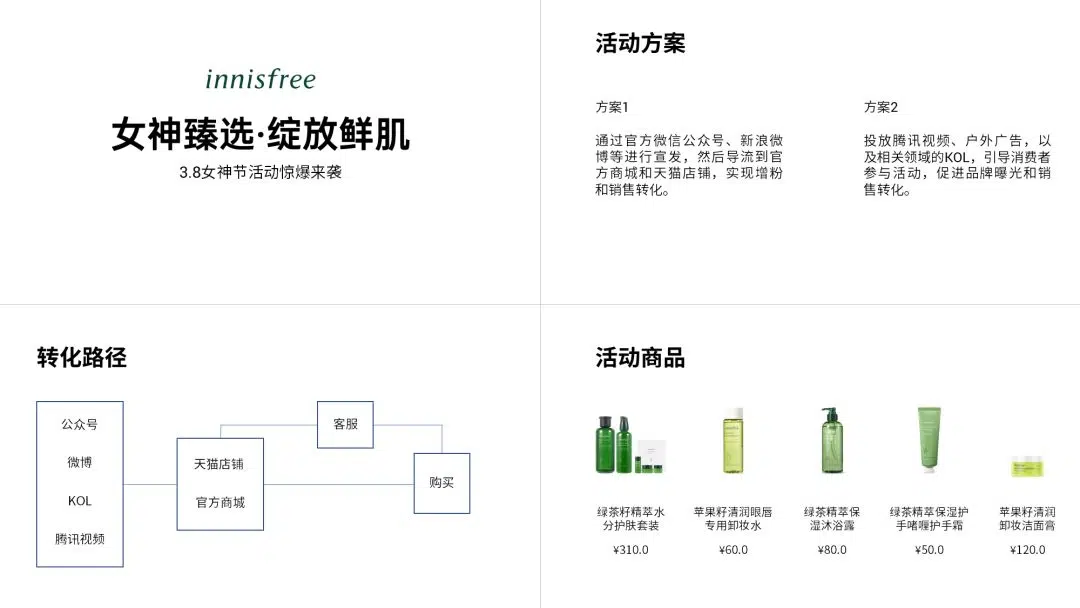 innisfree
女神臻选·绽放鲜肌
3.8女神节活动惊爆来袭
活动方案
方案1
通过官方微信公众号、新浪微
博等进行宣发，然后导流到官
方商城和天猫店铺，实现增粉
和销售转化。
方案2
投放腾讯视频、户外广告，以
及相关领域的KOL，引导消费者
参与活动，促进品牌曝光和销
售转化。
转化路径
公众号
微博
KOL
腾讯视频
天猫店铺
官方商城
客服
购买
活动商品
绿茶籽精萃水
分护肤套装
¥310.0
苹果籽清润眼唇
专用卸妆水
¥60.0
绿茶精萃保
湿沐浴露
¥80.0
绿茶精萃保湿护
手啫喱护手霜
¥50.0
苹果籽清润
卸妆洁面膏
¥120.0